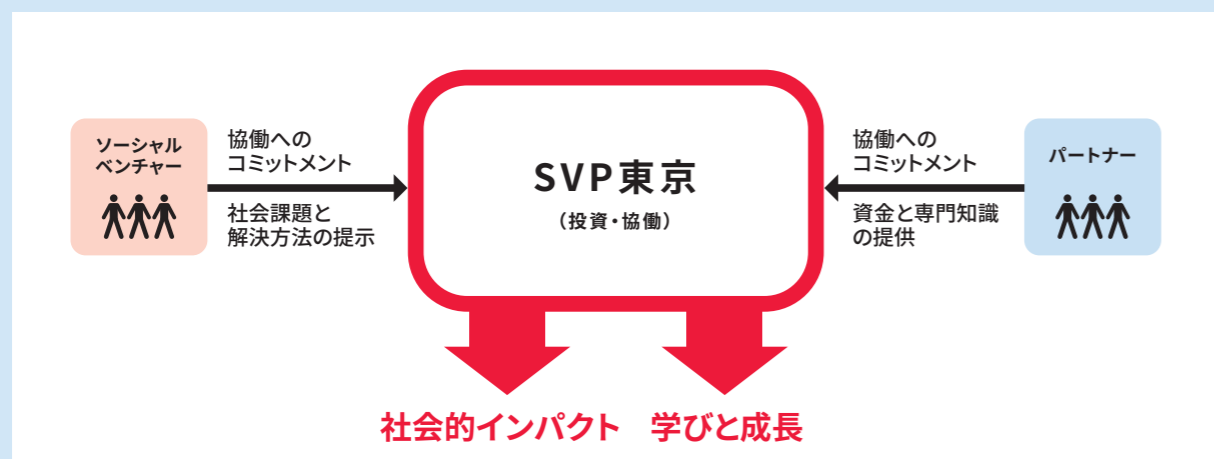 ソーシャル
ベンチャー
協働への
コミットメント
社会課題と
解決方法の提示
SVP東京
（投資・協働）
協働への
コミットメント
資金と専門知識
の提供
パートナー
社会的インパクト 学びと成長